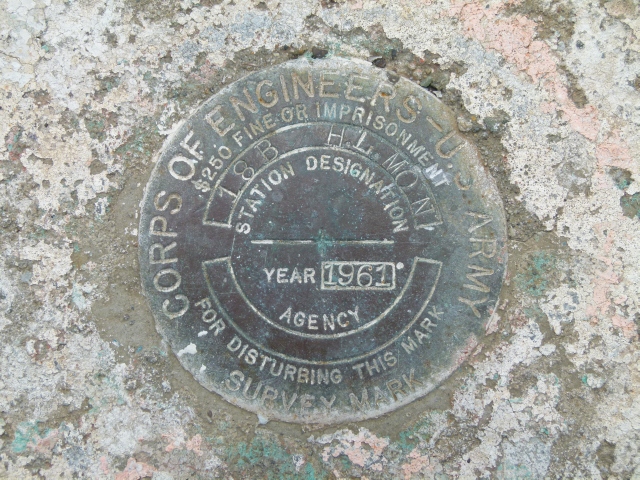 CORPS OF ENGINEERS - U.S. ARMY
$250 FINE OR IMPRISONMENT
18B H.L. MON.
STATION DESIGNATION
YEAR 1961
AGENCY
FOR DISTURBING THIS MARK
SURVEY MARK